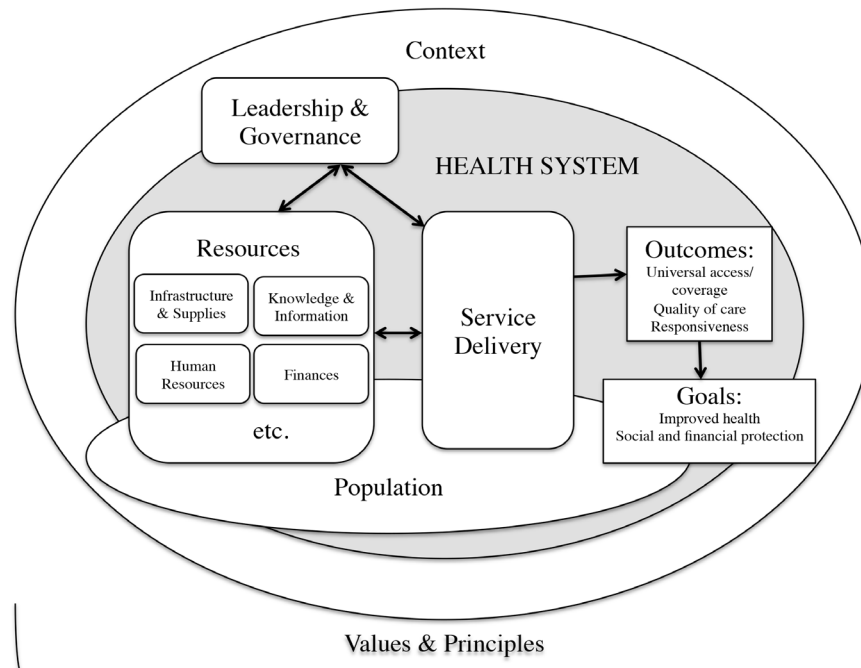 Context
Leadership &
Governance
HEALTH SYSTEM
Resources
Infrastructure
& Supplies
Knowledge &
Information
Human
Resources
Finances
etc.
Service
Delivery
Outcomes:
Universal access/
coverage
Quality of care
Responsiveness
Goals:
Improved health
Social and financial protection
Population
Values & Principles